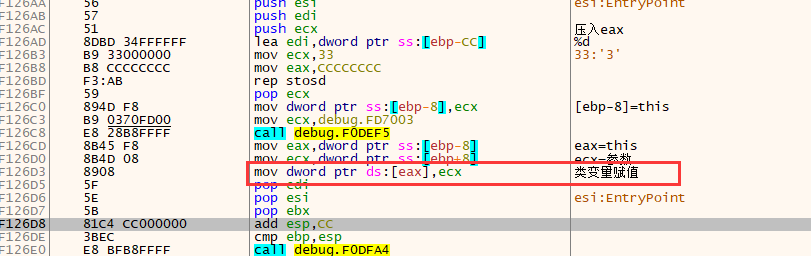 F126AA 56 push esi esi:EntryPoint
F126AB 57 push edi
F126AC 51 push ecx 压入eax
F126AD 8DBD 34FFFFFF lea edi,dword ptr ss:[ebp-CC] %d
F126B3 B9 33000000 mov ecx,33 33:'3'
F126B8 B8 CCCCCCCC mov eax,CCCCCCCC
F126BD F3:AB rep stosd
F126BF 59 pop ecx
F126C0 894D F8 mov dword ptr ss:[ebp-8],ecx [ebp-8]=this
F126C3 B9 0370FD00 mov ecx,debug.FD7003
F126C8 E8 28B8FFFF call debug.F0DEF5
F126CD 8B45 F8 mov eax,dword ptr ss:[ebp-8] eax=this
F126D0 8B4D 08 mov ecx,dword ptr ss:[ebp+8] ecx=参数
F126D3 8908 mov dword ptr ds:[eax],ecx 类变量赋值
F126D5 5F pop edi
F126D6 5E pop esi esi:EntryPoint
F126D7 5B pop ebx
F126D8 81C4 CC000000 add esp,CC
F126DE 3BEC cmp ebp,esp
F126E0 E8 BFB8FFFF call debug.F0DFA4